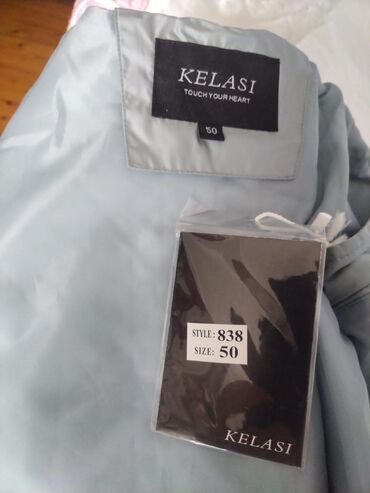 KELASI
TOUCH YOUR HEART
50
STYLE: 838
SIZE: 50
KELASI